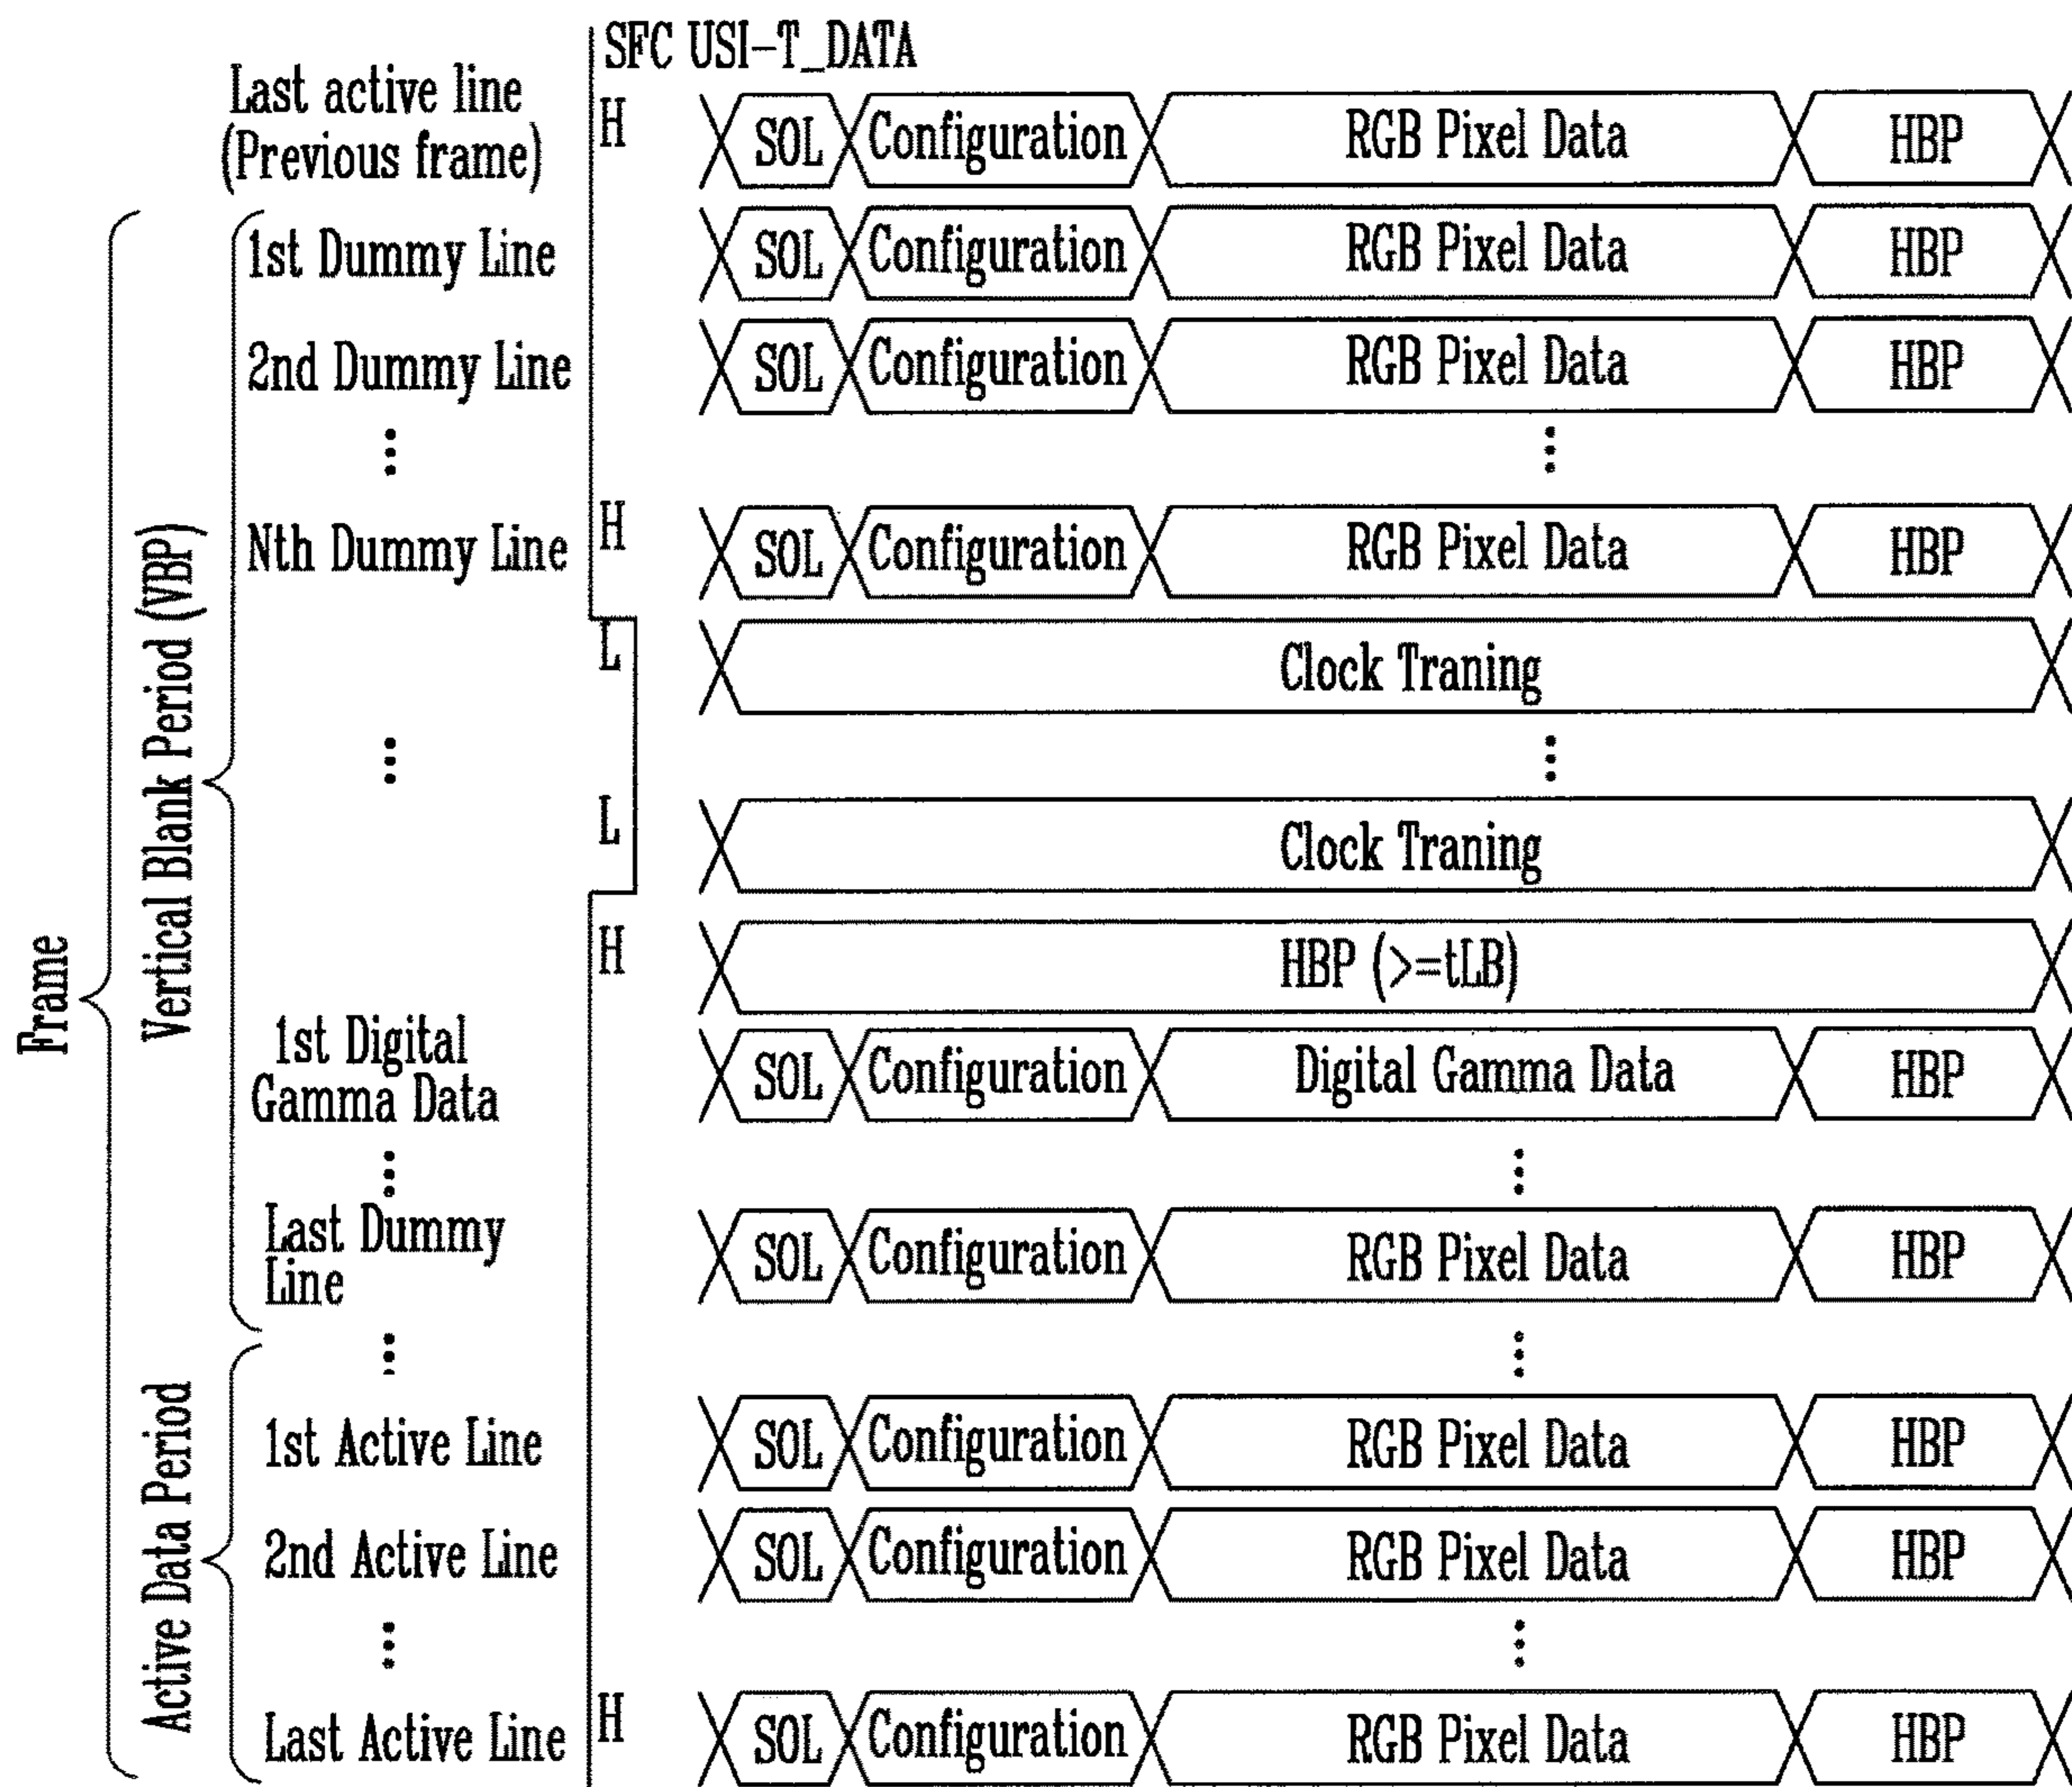 SFC USI-T_DATA
Last active line
(Previous frame)
H
SOL Configuration RGB Pixel Data HBP
Frame
Vertical Blank Period (VBP)
1st Dummy Line
SOL Configuration RGB Pixel Data HBP
2nd Dummy Line
SOL Configuration RGB Pixel Data HBP
Nth Dummy Line
H
SOL Configuration RGB Pixel Data HBP
L
Clock Traning
L
Clock Traning
H
HBP (>=tLB)
1st Digital
Gamma Data
SOL Configuration Digital Gamma Data HBP
Last Dummy
Line
SOL Configuration RGB Pixel Data HBP
Active Data Period
1st Active Line
SOL Configuration RGB Pixel Data HBP
2nd Active Line
SOL Configuration RGB Pixel Data HBP
Last Active Line
H
SOL Configuration RGB Pixel Data HBP